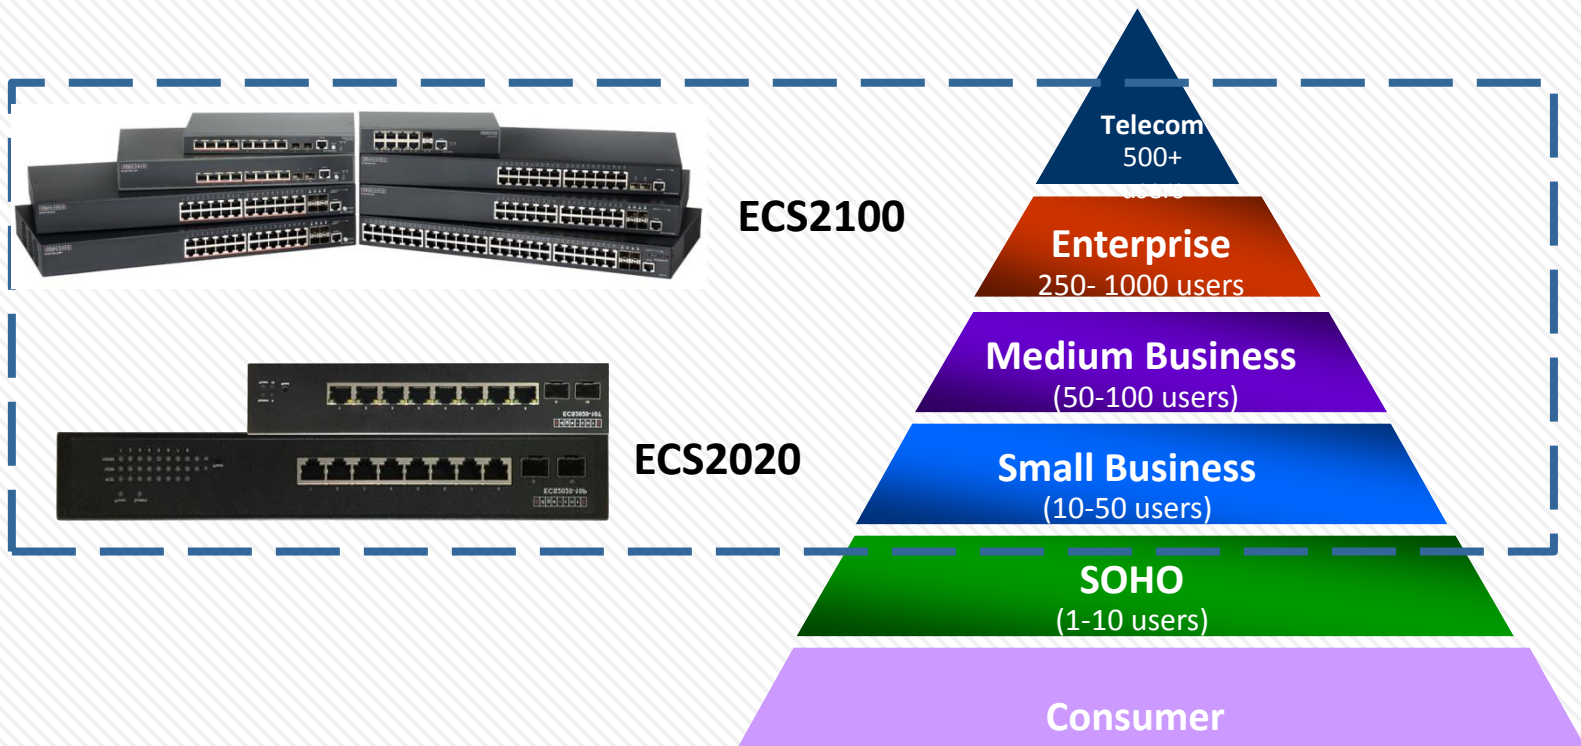 Telecom
500+
users
ECS2100
Enterprise
250- 1000 users
Medium Business
(50-100 users)
ECS2020
Small Business
(10-50 users)
SOHO
(1-10 users)
Consumer